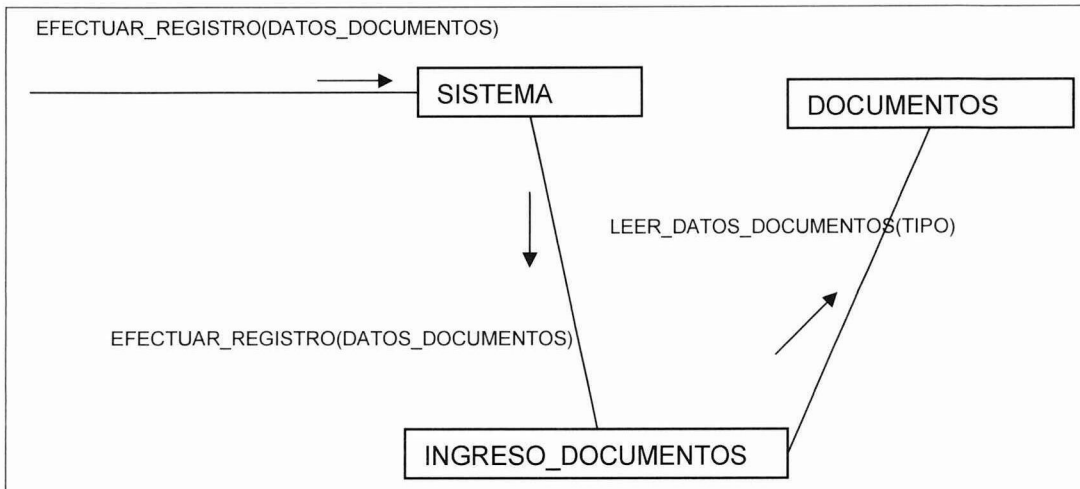 EFECTUAR_REGISTRO(DATOS_DOCUMENTOS)
SISTEMA
DOCUMENTOS
LEER_DATOS_DOCUMENTOS(TIPO)
EFECTUAR_REGISTRO(DATOS_DOCUMENTOS)
INGRESO_DOCUMENTOS